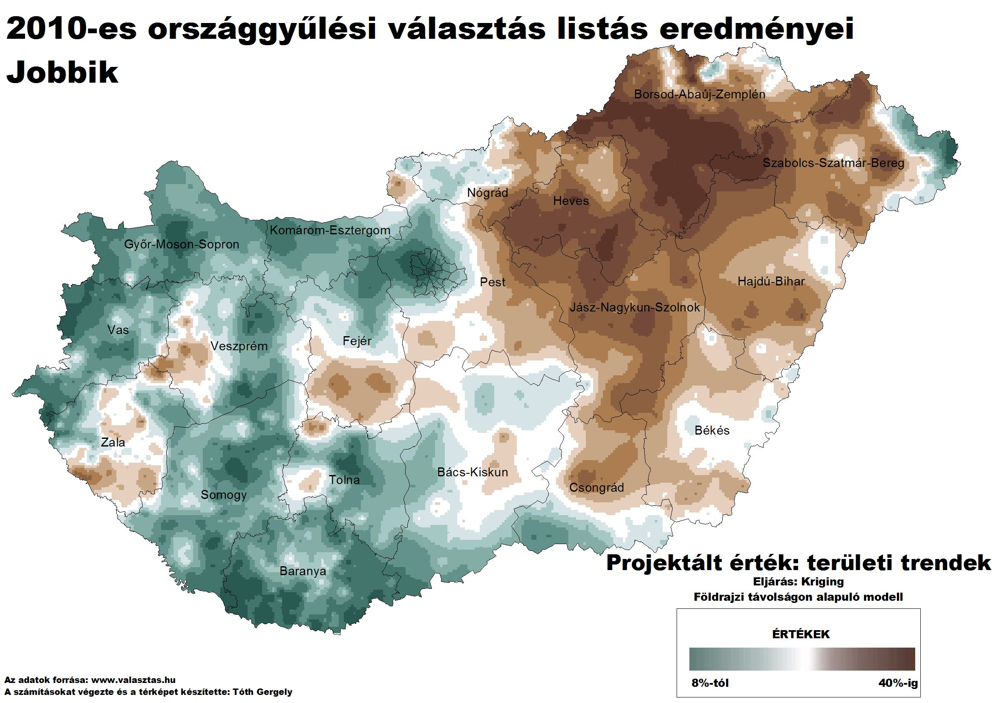 2010-es országgyűlési választás listás eredményei
Jobbik
Borsod-Abaúj-Zemplén
Szabolcs-Szatmár-Bereg
Nógrád
Heves
Komárom-Esztergom
Győr-Moson-Sopron
Pest
Hajdú-Bihar
Jász-Nagykun-Szolnok
Vas
Veszprém
Fejér
Békés
Zala
Bács-Kiskun
Tolna
Csongrád
Somogy
Baranya
Projektált érték: területi trendek
Eljárás: Kriging
Földrajzi távolságon alapuló modell
ÉRTÉKEK
8%-tól 40%-ig
Az adatok forrása: www.valasztas.hu
A számításokat végezte és a térképet készítette: Tóth Gergely